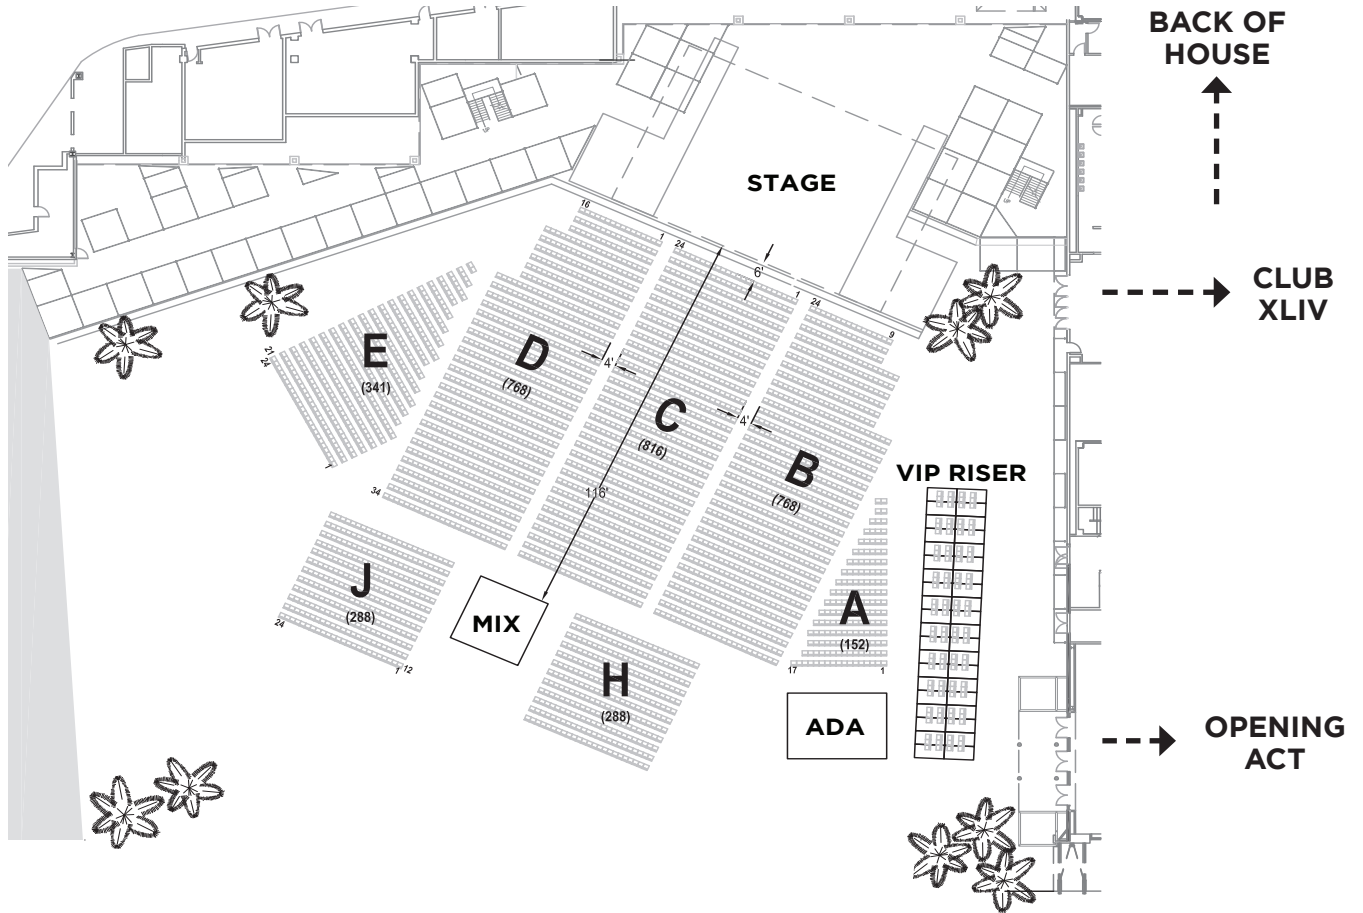 BACK OF
HOUSE
STAGE
16
1
24
6'
CLUB
XLIV
1
24
9
21
24
E
(341)
D
(768)
4'
C
(816)
4'
B
(768)
VIP RISER
1
34
116'
J
(288)
24
1
12
MIX
A
(152)
17
1
H
(288)
ADA
OPENING
ACT